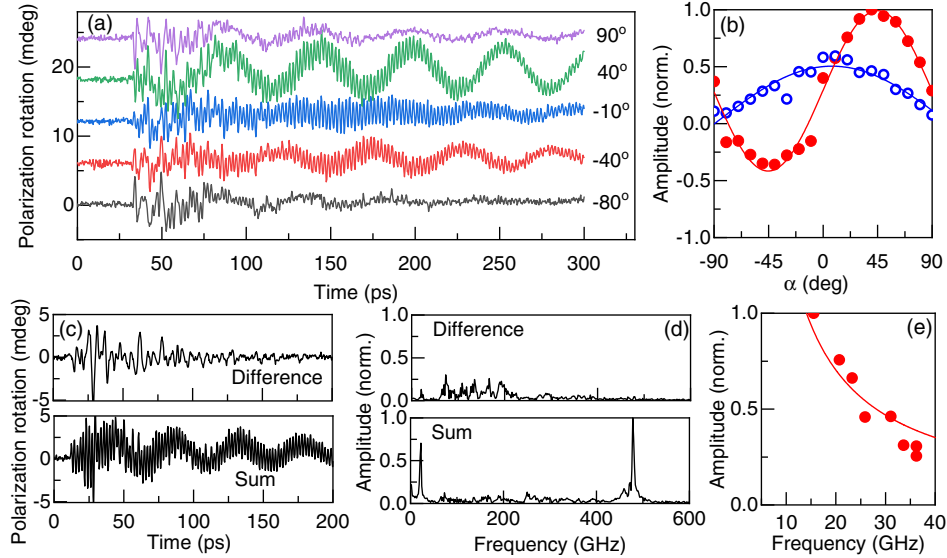 (a)
Polarization rotation (mdeg)
20
10
0
90°
40°
-10°
-40°
-80°
0 50 100 150 200 250 300
Time (ps)
(b)
Amplitude (norm.)
1.0
0.5
0.0
-0.5
-1.0
-90 -45 0 45 90
α (deg)
(c)
Polarization rotation (mdeg)
5
0
-5
Difference
5
0
-5
Sum
0 50 100 150 200
Time (ps)
(d)
Amplitude (norm.)
1.0
0.5
0.0
Difference
1.0
0.5
0.0
Sum
0 200 400 600
Frequency (GHz)
(e)
Amplitude (norm.)
1.0
0.5
0.0
10 20 30 40
Frequency (GHz)